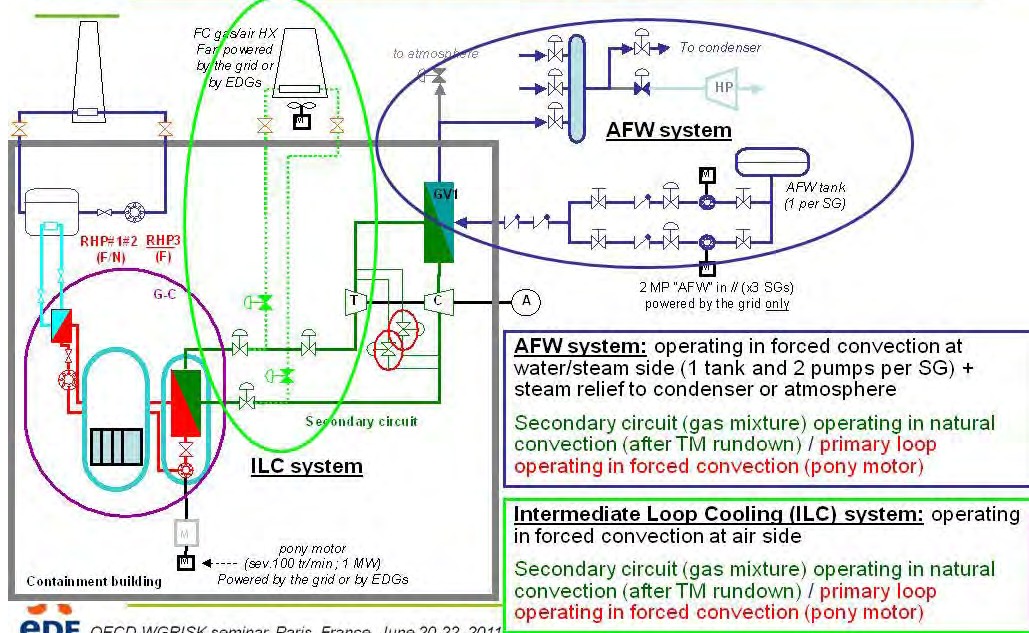 FC gas/air HX
Fan powered
by the grid or
by EDGs
to atmosphere
To condenser
HP
AFW system
M
GV1
M
AFW tank
(1 per SG)
M
2 MP "AFW" in // (x3 SGs)
powered by the grid only
RHP#1#2
(F/N)
RHP3
(F)
G-C
T
C
A
Secondary circuit
ILC system
M
M
pony motor
(sev.100 tr/min ; 1 MW)
Powered by the grid or by EDGs
Containment building
AFW system: operating in forced convection at
water/steam side (1 tank and 2 pumps per SG) +
steam relief to condenser or atmosphere
Secondary circuit (gas mixture) operating in natural
convection (after TM rundown) / primary loop
operating in forced convection (pony motor)
Intermediate Loop Cooling (ILC) system: operating
in forced convection at air side
Secondary circuit (gas mixture) operating in natural
convection (after TM rundown) / primary loop
operating in forced convection (pony motor)
eDF
OECD-WGRISK seminar, Paris, France, June 20-22, 2011